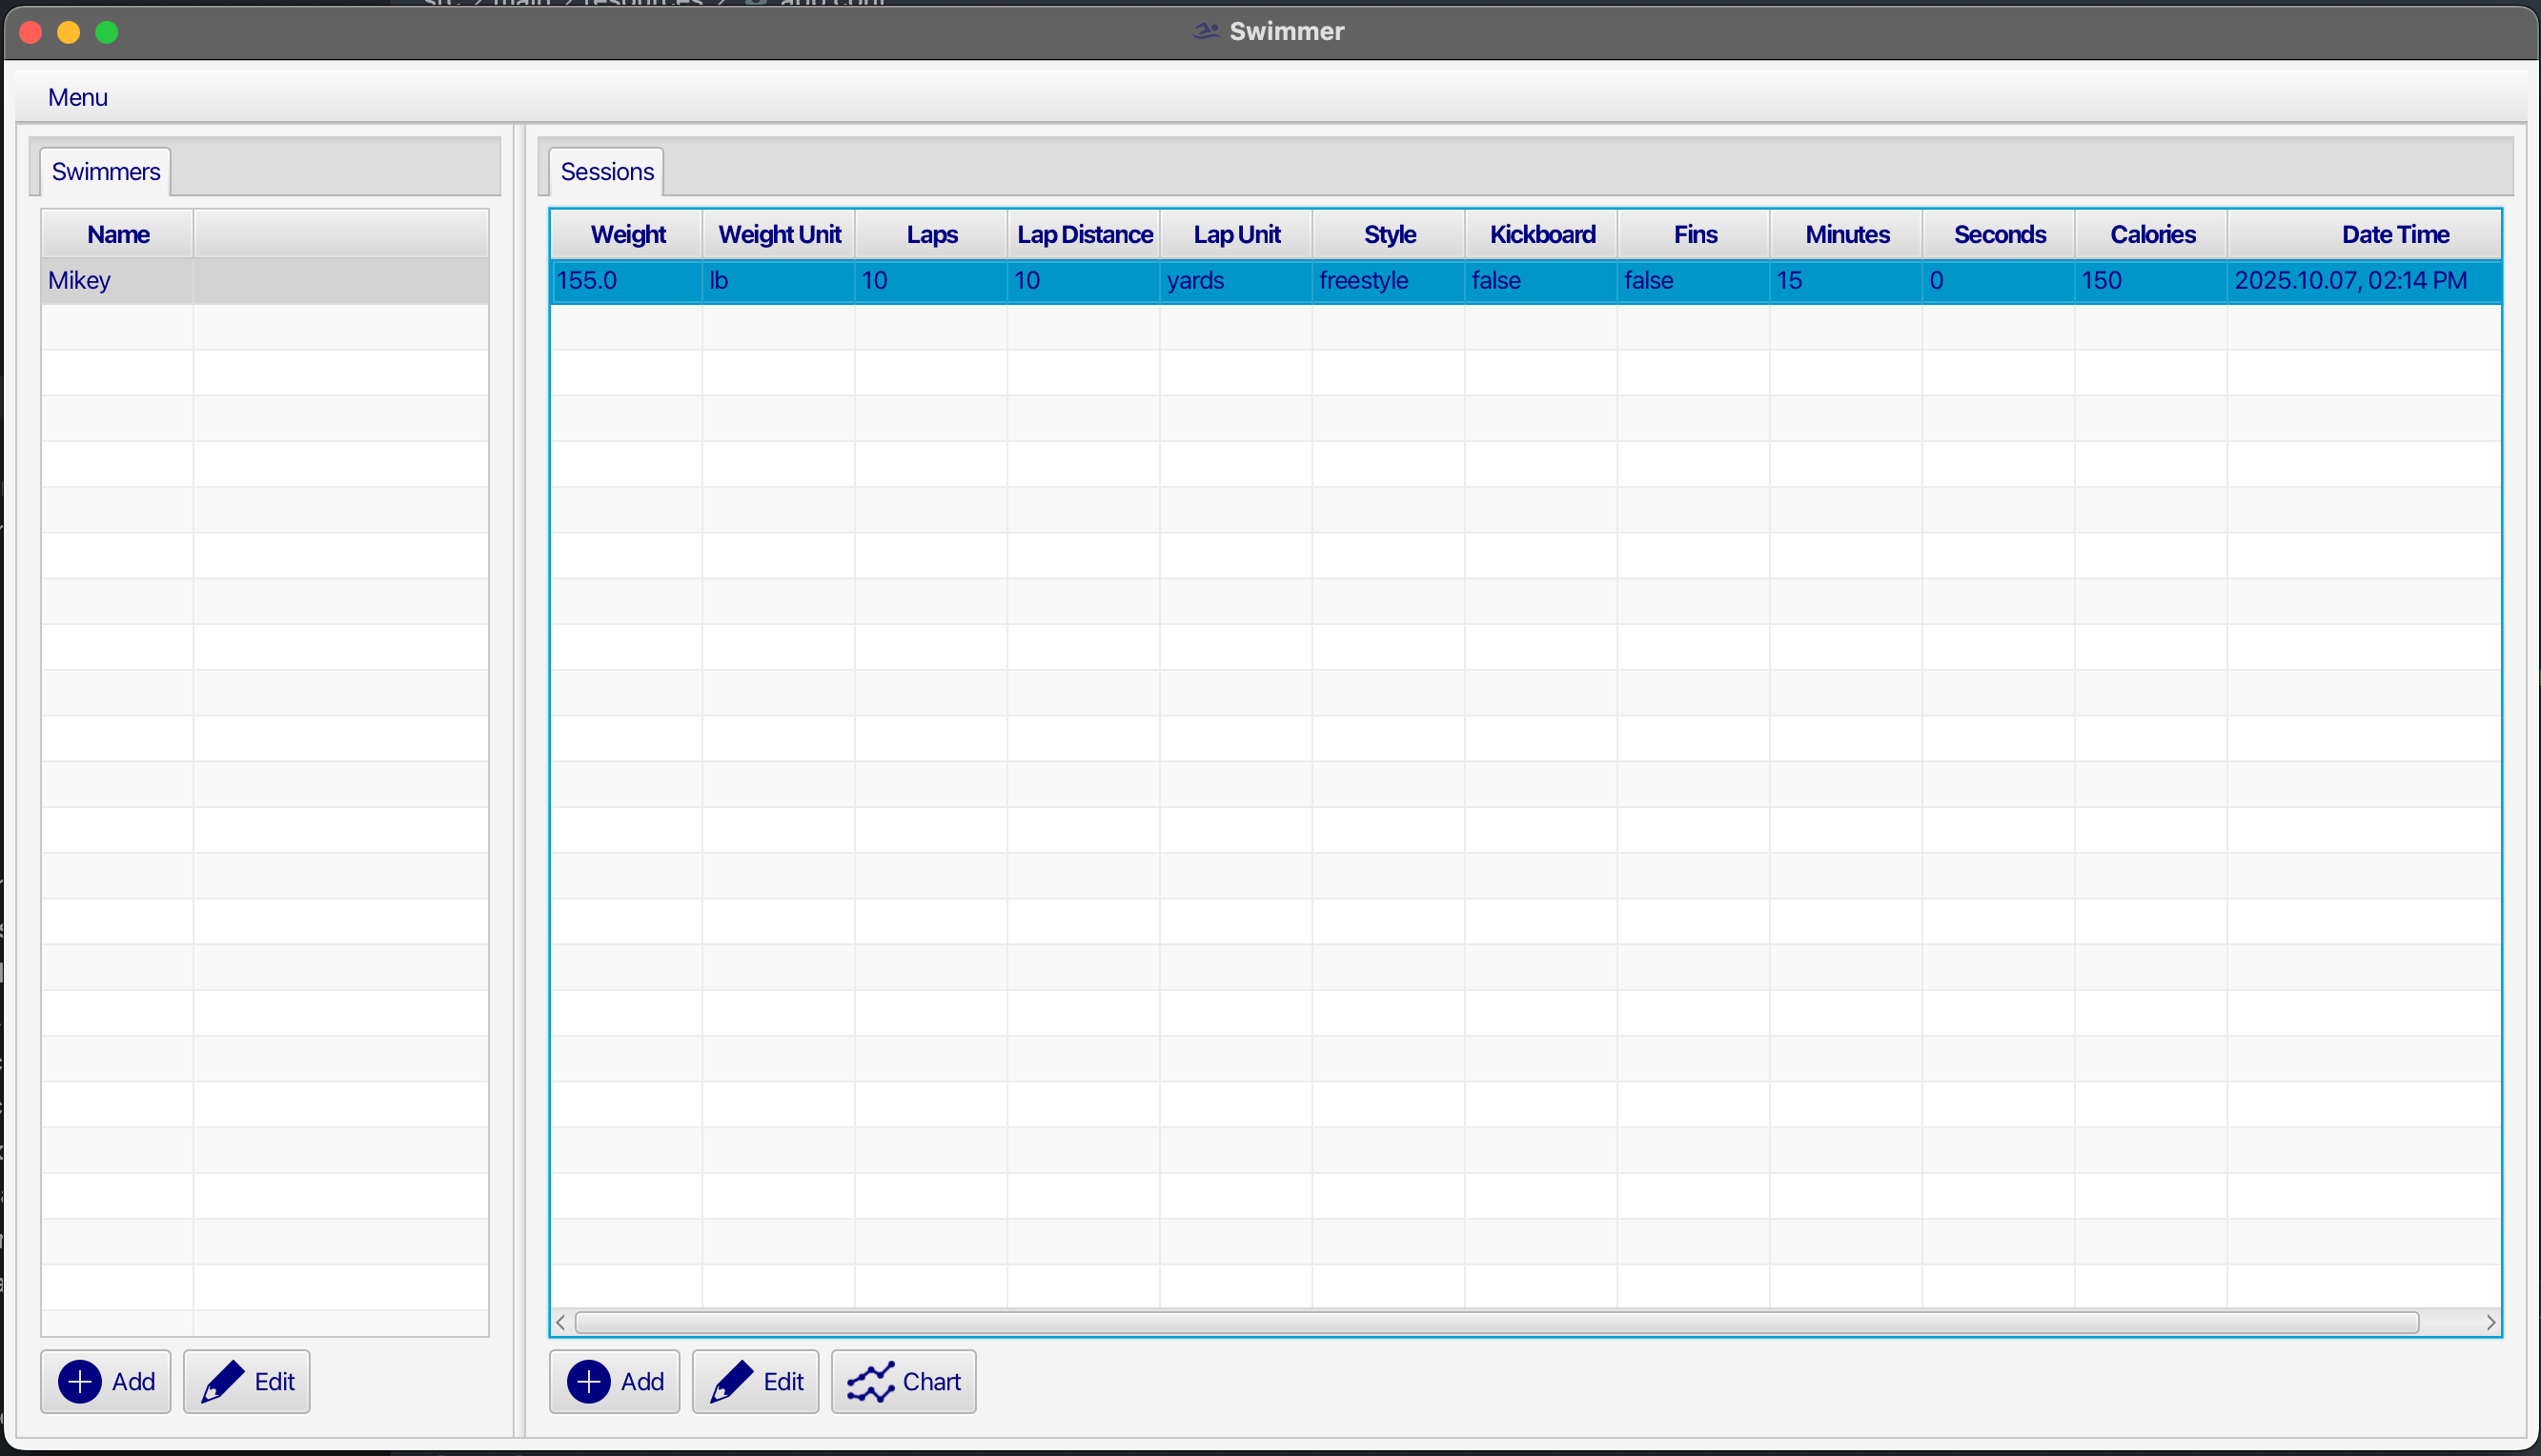 Swimmer
Menu
Swimmers
Name
Mikey
Add Edit
Sessions
Weight Weight Unit Laps Lap Distance Lap Unit Style Kickboard Fins Minutes Seconds Calories Date Time
155.0 lb 10 10 yards freestyle false false 15 0 150 2025.10.07, 02:14 PM
Add Edit Chart